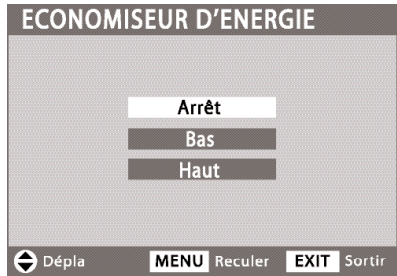 ECONOMISEUR D'ENERGIE
Arrêt
Bas
Haut
Dépla MENU Reculer EXIT Sortir